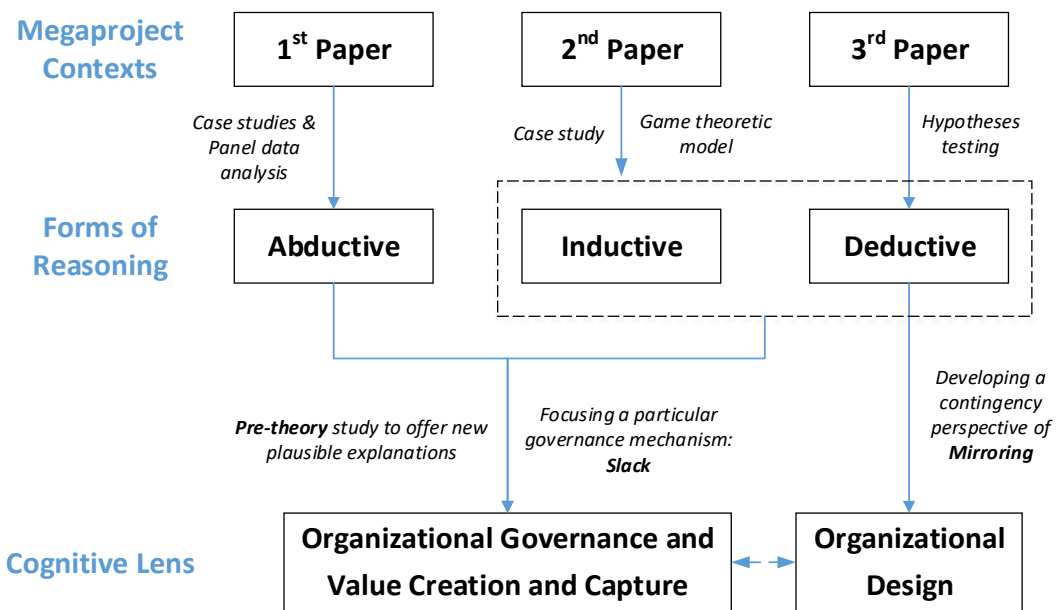 Megaproject
Contexts
1st Paper
2nd Paper
3rd Paper
Case studies &
Panel data
analysis
Case study
Game theoretic
model
Hypotheses
testing
Forms of
Reasoning
Abductive
Inductive
Deductive
Pre-theory study to offer new
plausible explanations
Focusing a particular
governance mechanism:
Slack
Developing a
contingency
perspective of
Mirroring
Cognitive Lens
Organizational Governance and
Value Creation and Capture
Organizational
Design